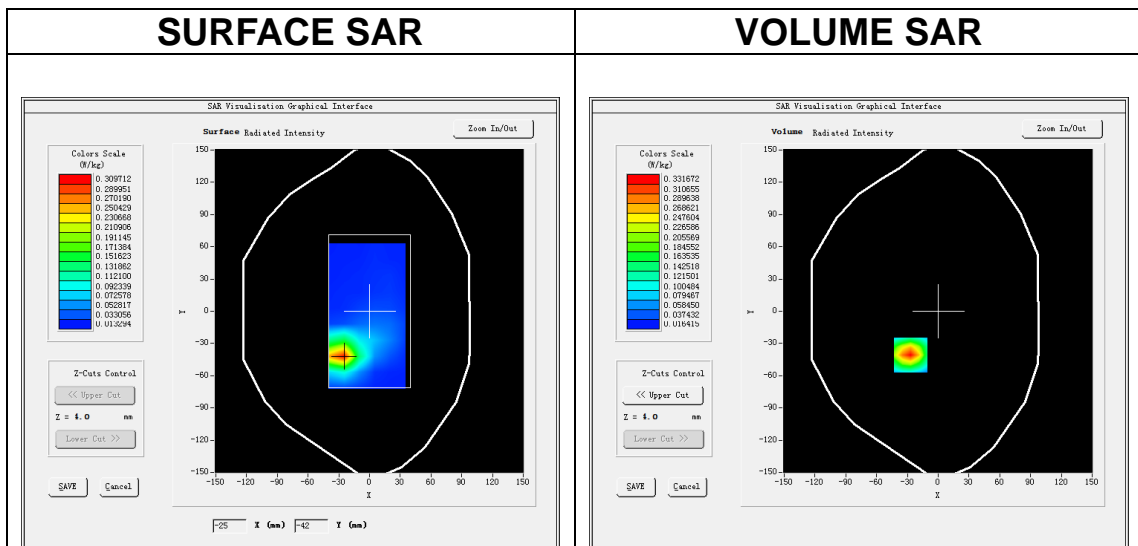 SURFACE SAR
VOLUME SAR
SAR Visualisation Graphical Interface
Surface Radiated Intensity
Zoom In/Out
Colors Scale
(W/kg)
0.309712
0.289951
0.270190
0.250429
0.230668
0.210906
0.191145
0.171384
0.151623
0.131862
0.112100
0.092339
0.072578
0.052817
0.033056
0.013294
150
120
90
60
30
0
-30
-60
-90
-120
-150
Y
-150 -120 -90 -60 -30 0 30 60 90 120 150
X
Z-Cuts Control
<< Upper Cut
Z = 4.0 mm
Lower Cut >>
SAVE Cancel
-25 X (mm) -42 Y (mm)
SAR Visualisation Graphical Interface
Volume Radiated Intensity
Zoom In/Out
Colors Scale
(W/kg)
0.331672
0.310655
0.289638
0.268621
0.247604
0.226586
0.205569
0.184552
0.163535
0.142518
0.121501
0.100484
0.079467
0.058450
0.037432
0.016415
150
120
90
60
30
0
-30
-60
-90
-120
-150
Y
-150 -120 -90 -60 -30 0 30 60 90 120 150
X
Z-Cuts Control
<< Upper Cut
Z = 4.0 mm
Lower Cut >>
SAVE Cancel